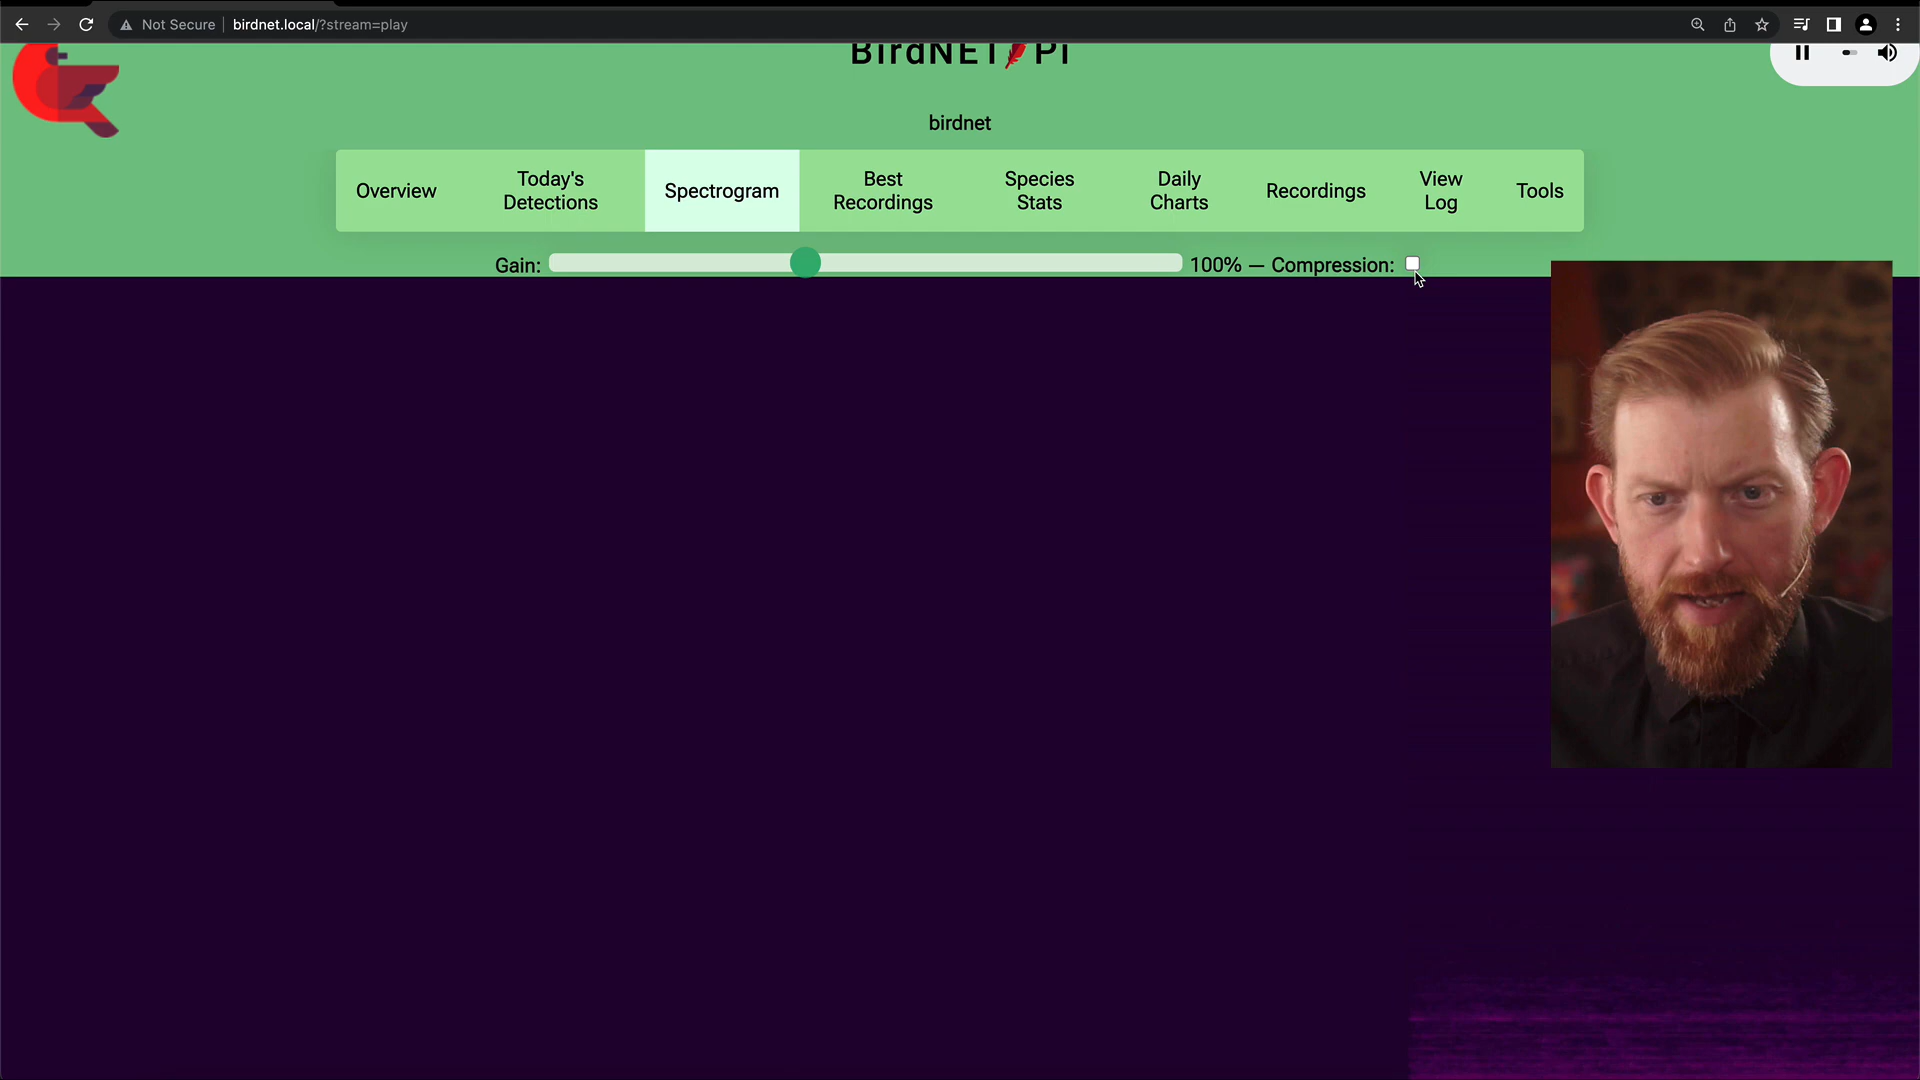 Not Secure birdnet.local/?stream=play
BirdNET Pi
birdnet
Overview
Today's
Detections
Spectrogram
Best
Recordings
Species
Stats
Daily
Charts
Recordings
View
Log
Tools
Gain: 100% — Compression: